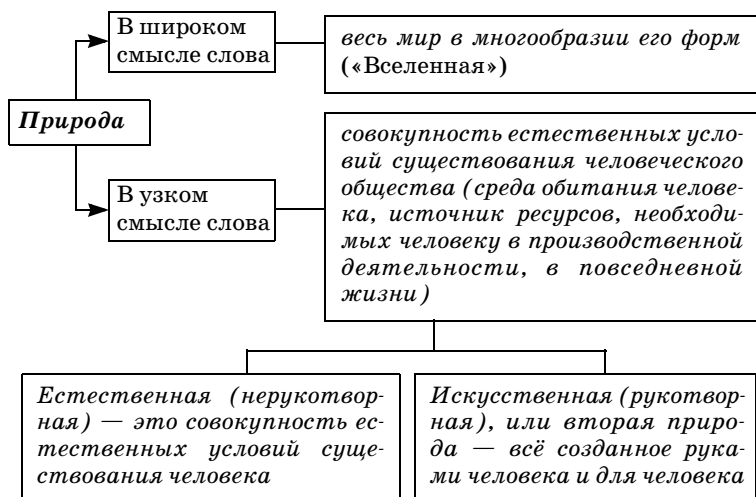 В широком
смысле слова
весь мир в многообразии его форм
(«Вселенная»)
Природа
В узком
смысле слова
совокупность естественных усло-
вий существования человеческого
общества (среда обитания челове-
ка, источник ресурсов, необходи-
мых человеку в производственной
деятельности, в повседневной
жизни)
Естественная (нерукотвор-
ная) — это совокупность ес-
тественных условий суще-
ствования человека
Искусственная (рукотвор-
ная), или вторая приро-
да — всё созданное рука-
ми человека и для человека